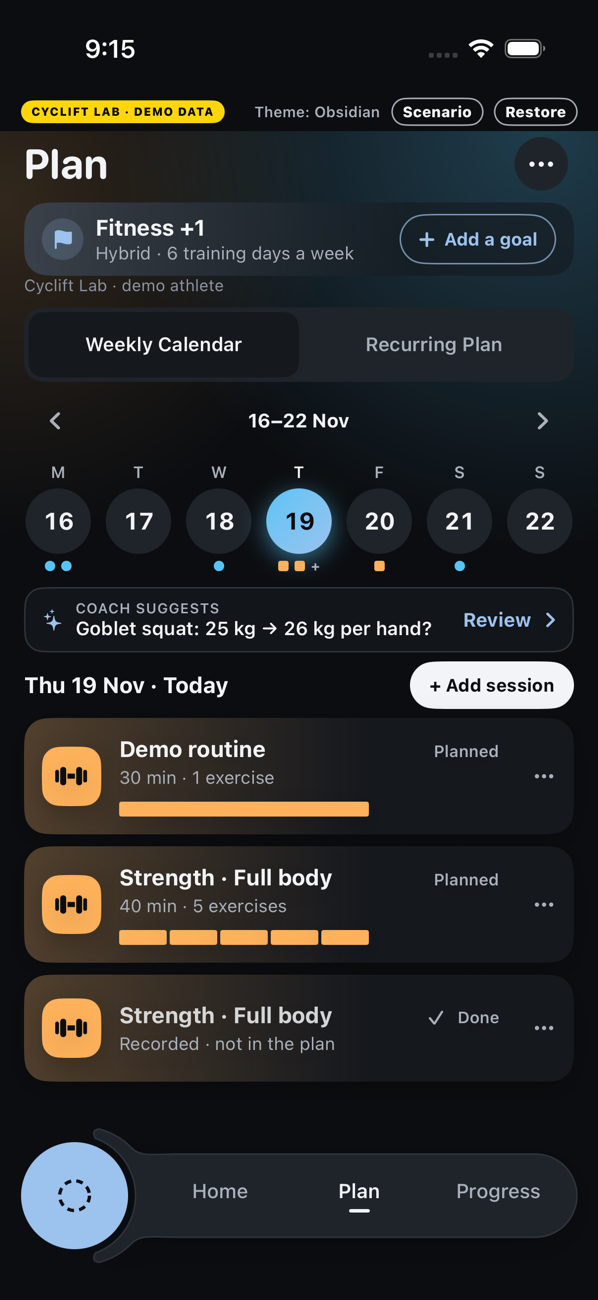 9:15
CYCLIFT LAB · DEMO DATA
Theme: Obsidian
Scenario
Restore
Plan
Fitness +1
Hybrid · 6 training days a week
+ Add a goal
Cyclift Lab · demo athlete
Weekly Calendar
Recurring Plan
16–22 Nov
M T W T F S S
16 17 18 19 20 21 22
+
COACH SUGGESTS
Goblet squat: 25 kg → 26 kg per hand?
Review
Thu 19 Nov · Today
+ Add session
Demo routine
Planned
30 min · 1 exercise
Strength · Full body
Planned
40 min · 5 exercises
Strength · Full body
Done
Recorded · not in the plan
Home
Plan
Progress